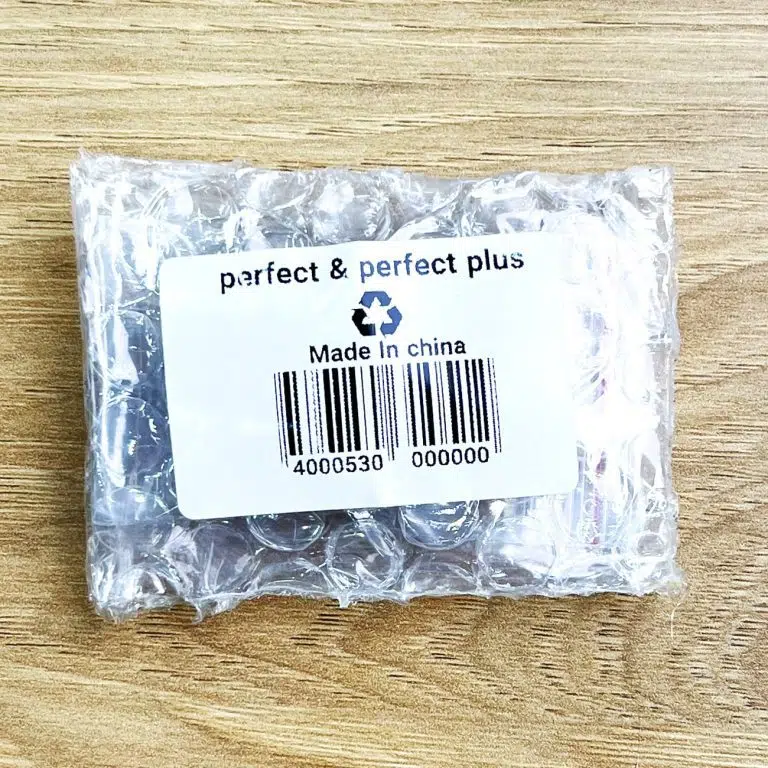 perfect & perfect plus
Made In china
4000530 000000